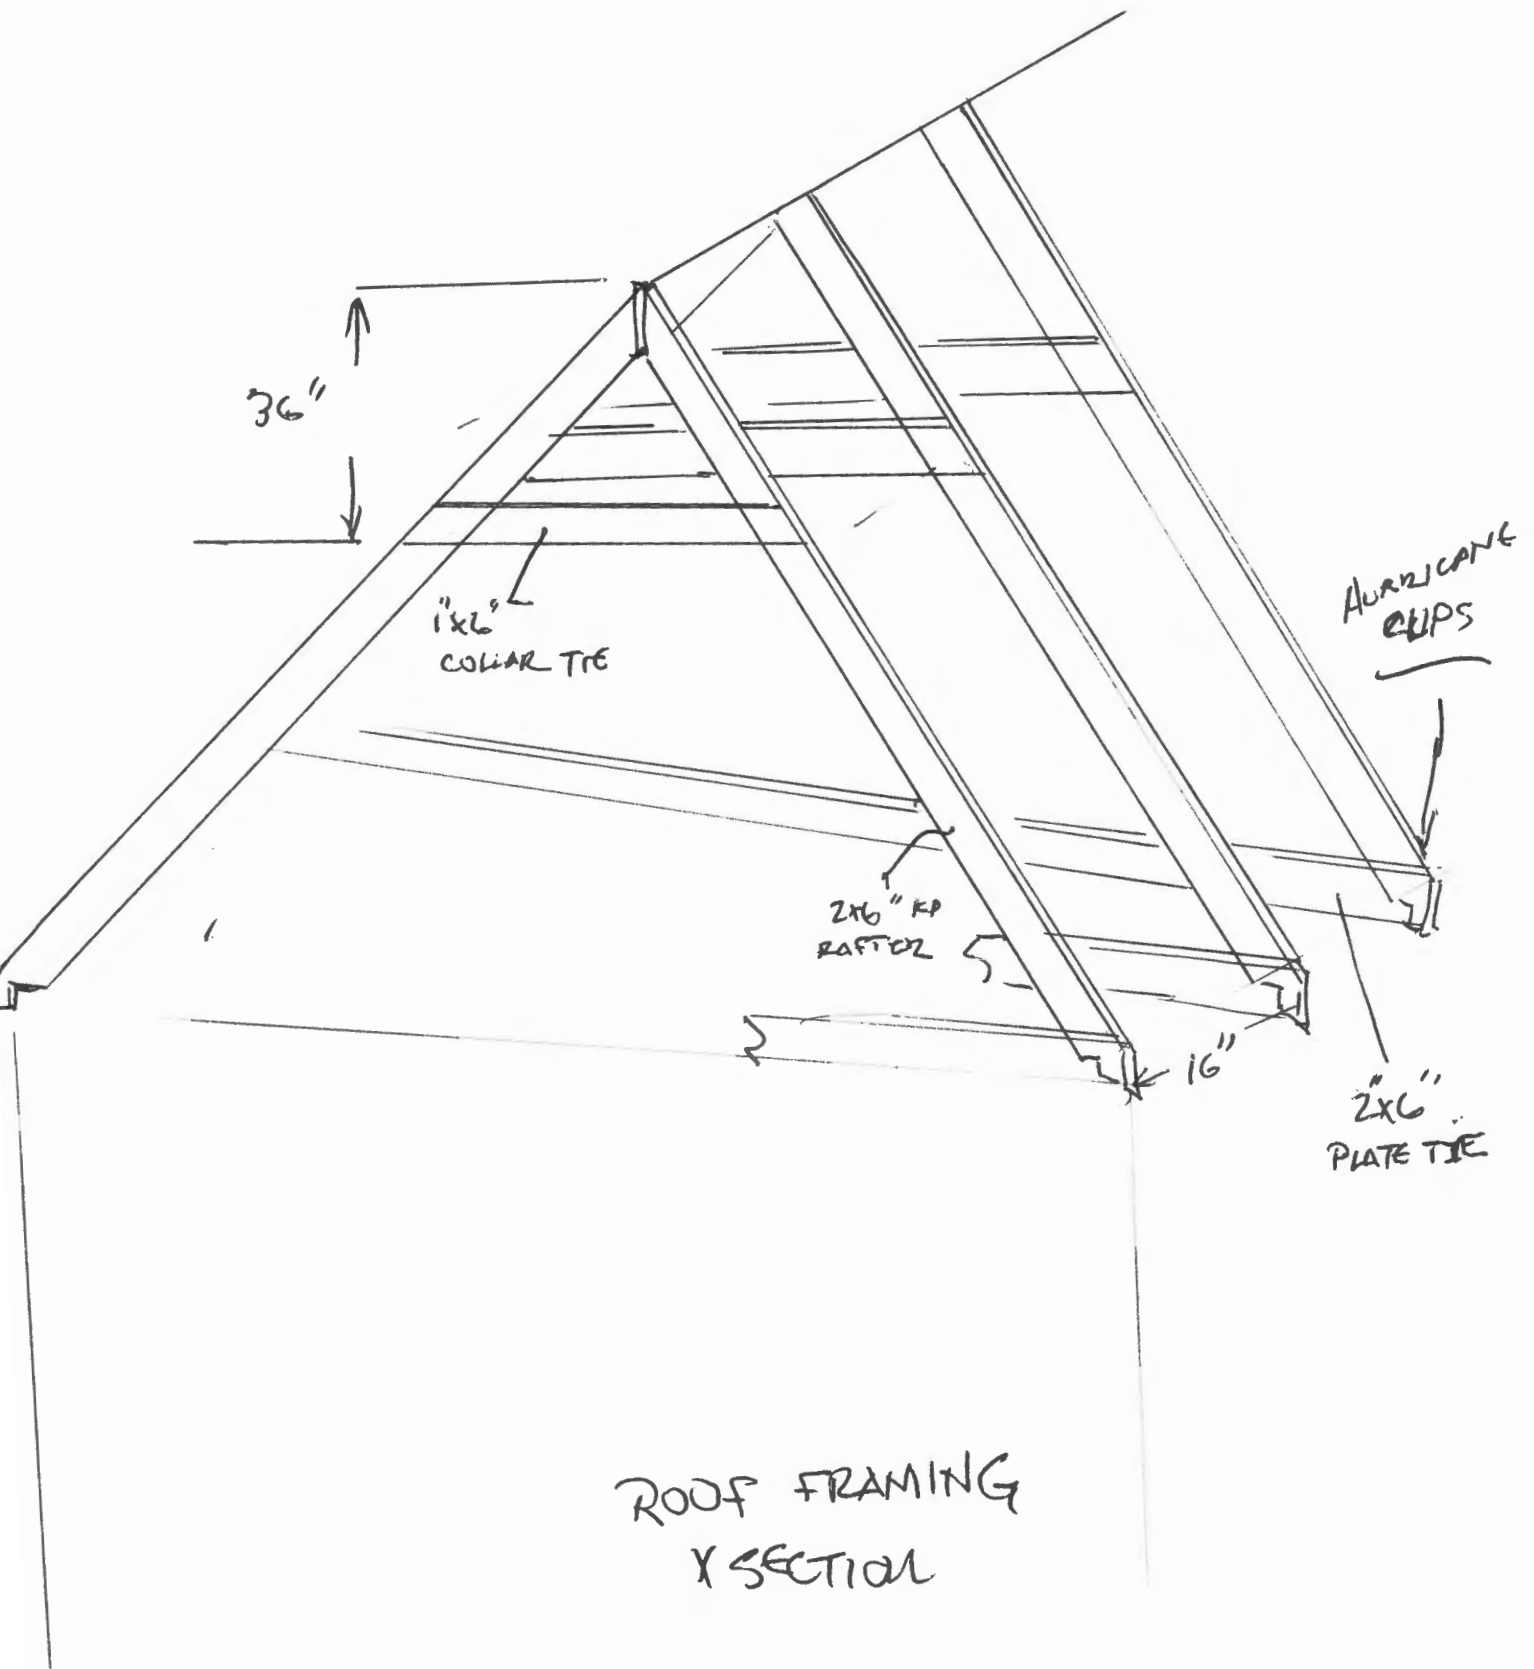 36"
HURRICANE
CLIPS
1"x6"
COLLAR TIE
2x6" KD
RAFTER
16"
2"x6"
PLATE TIE
ROOF FRAMING
X SECTION